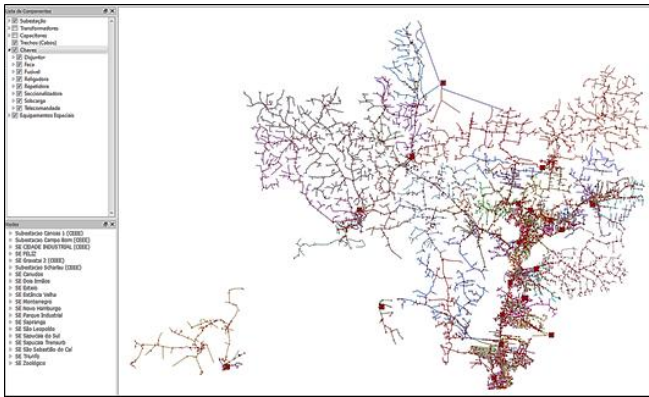 Lista de Componentes
Subestação
Transformadores
Capacitores
Trechos (Cabos)
Chaves
Disjuntor
Faca
Fusível
Religadora
Repetidora
Seccionalizadora
Sobcarga
Telecomandada
Equipamentos Especiais
Redes
Subestacao Canoas 1 (CEEE)
Subestacao Campo Bom (CEEE)
SE CIDADE INDUSTRIAL (CEEE)
SE FELIZ
SE Gravatai 2 (CEEE)
Subestacao Scharlau (CEEE)
SE Canudos
SE Dois Irmãos
SE Esteio
SE Estância Velha
SE Montenegro
SE Novo Hamburgo
SE Parque Industrial
SE Sapiranga
SE São Leopoldo
SE Sapucaia do Sul
SE Sapucaia Trensurb
SE São Sebastião do Caí
SE Triunfo
SE Zoológico